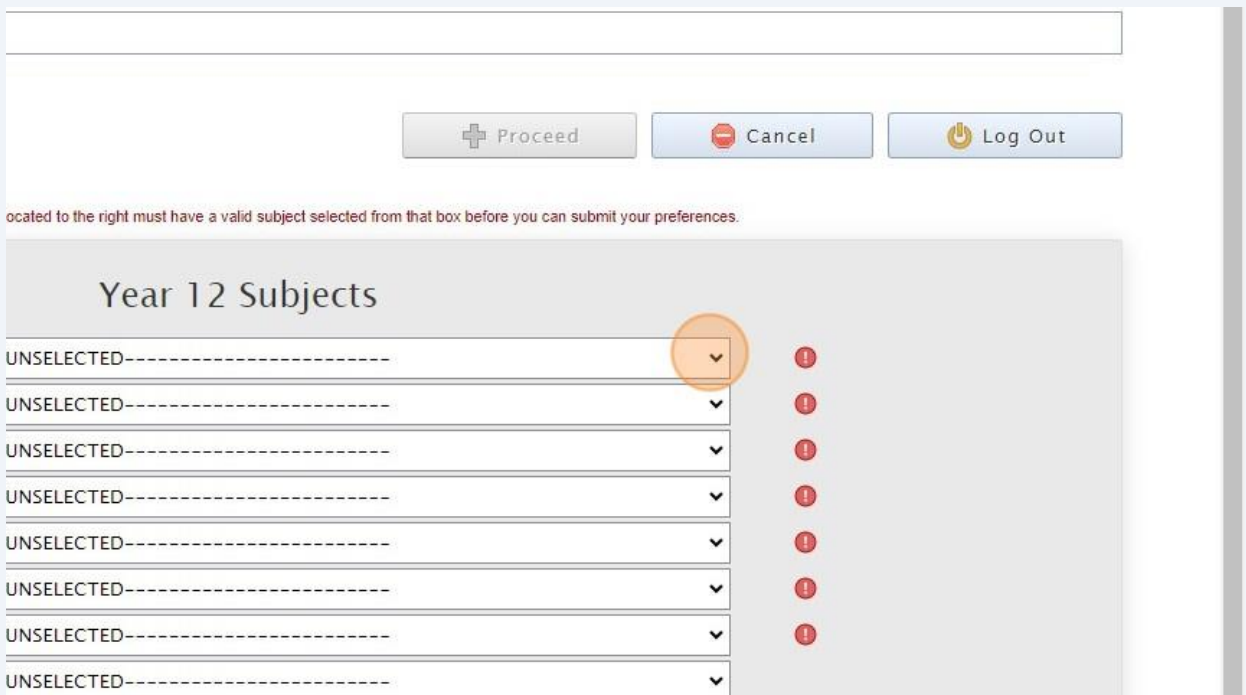 Proceed Cancel Log Out
ocated to the right must have a valid subject selected from that box before you can submit your preferences.
Year 12 Subjects
UNSELECTED------------------------
UNSELECTED------------------------
UNSELECTED------------------------
UNSELECTED------------------------
UNSELECTED------------------------
UNSELECTED------------------------
UNSELECTED------------------------
UNSELECTED------------------------